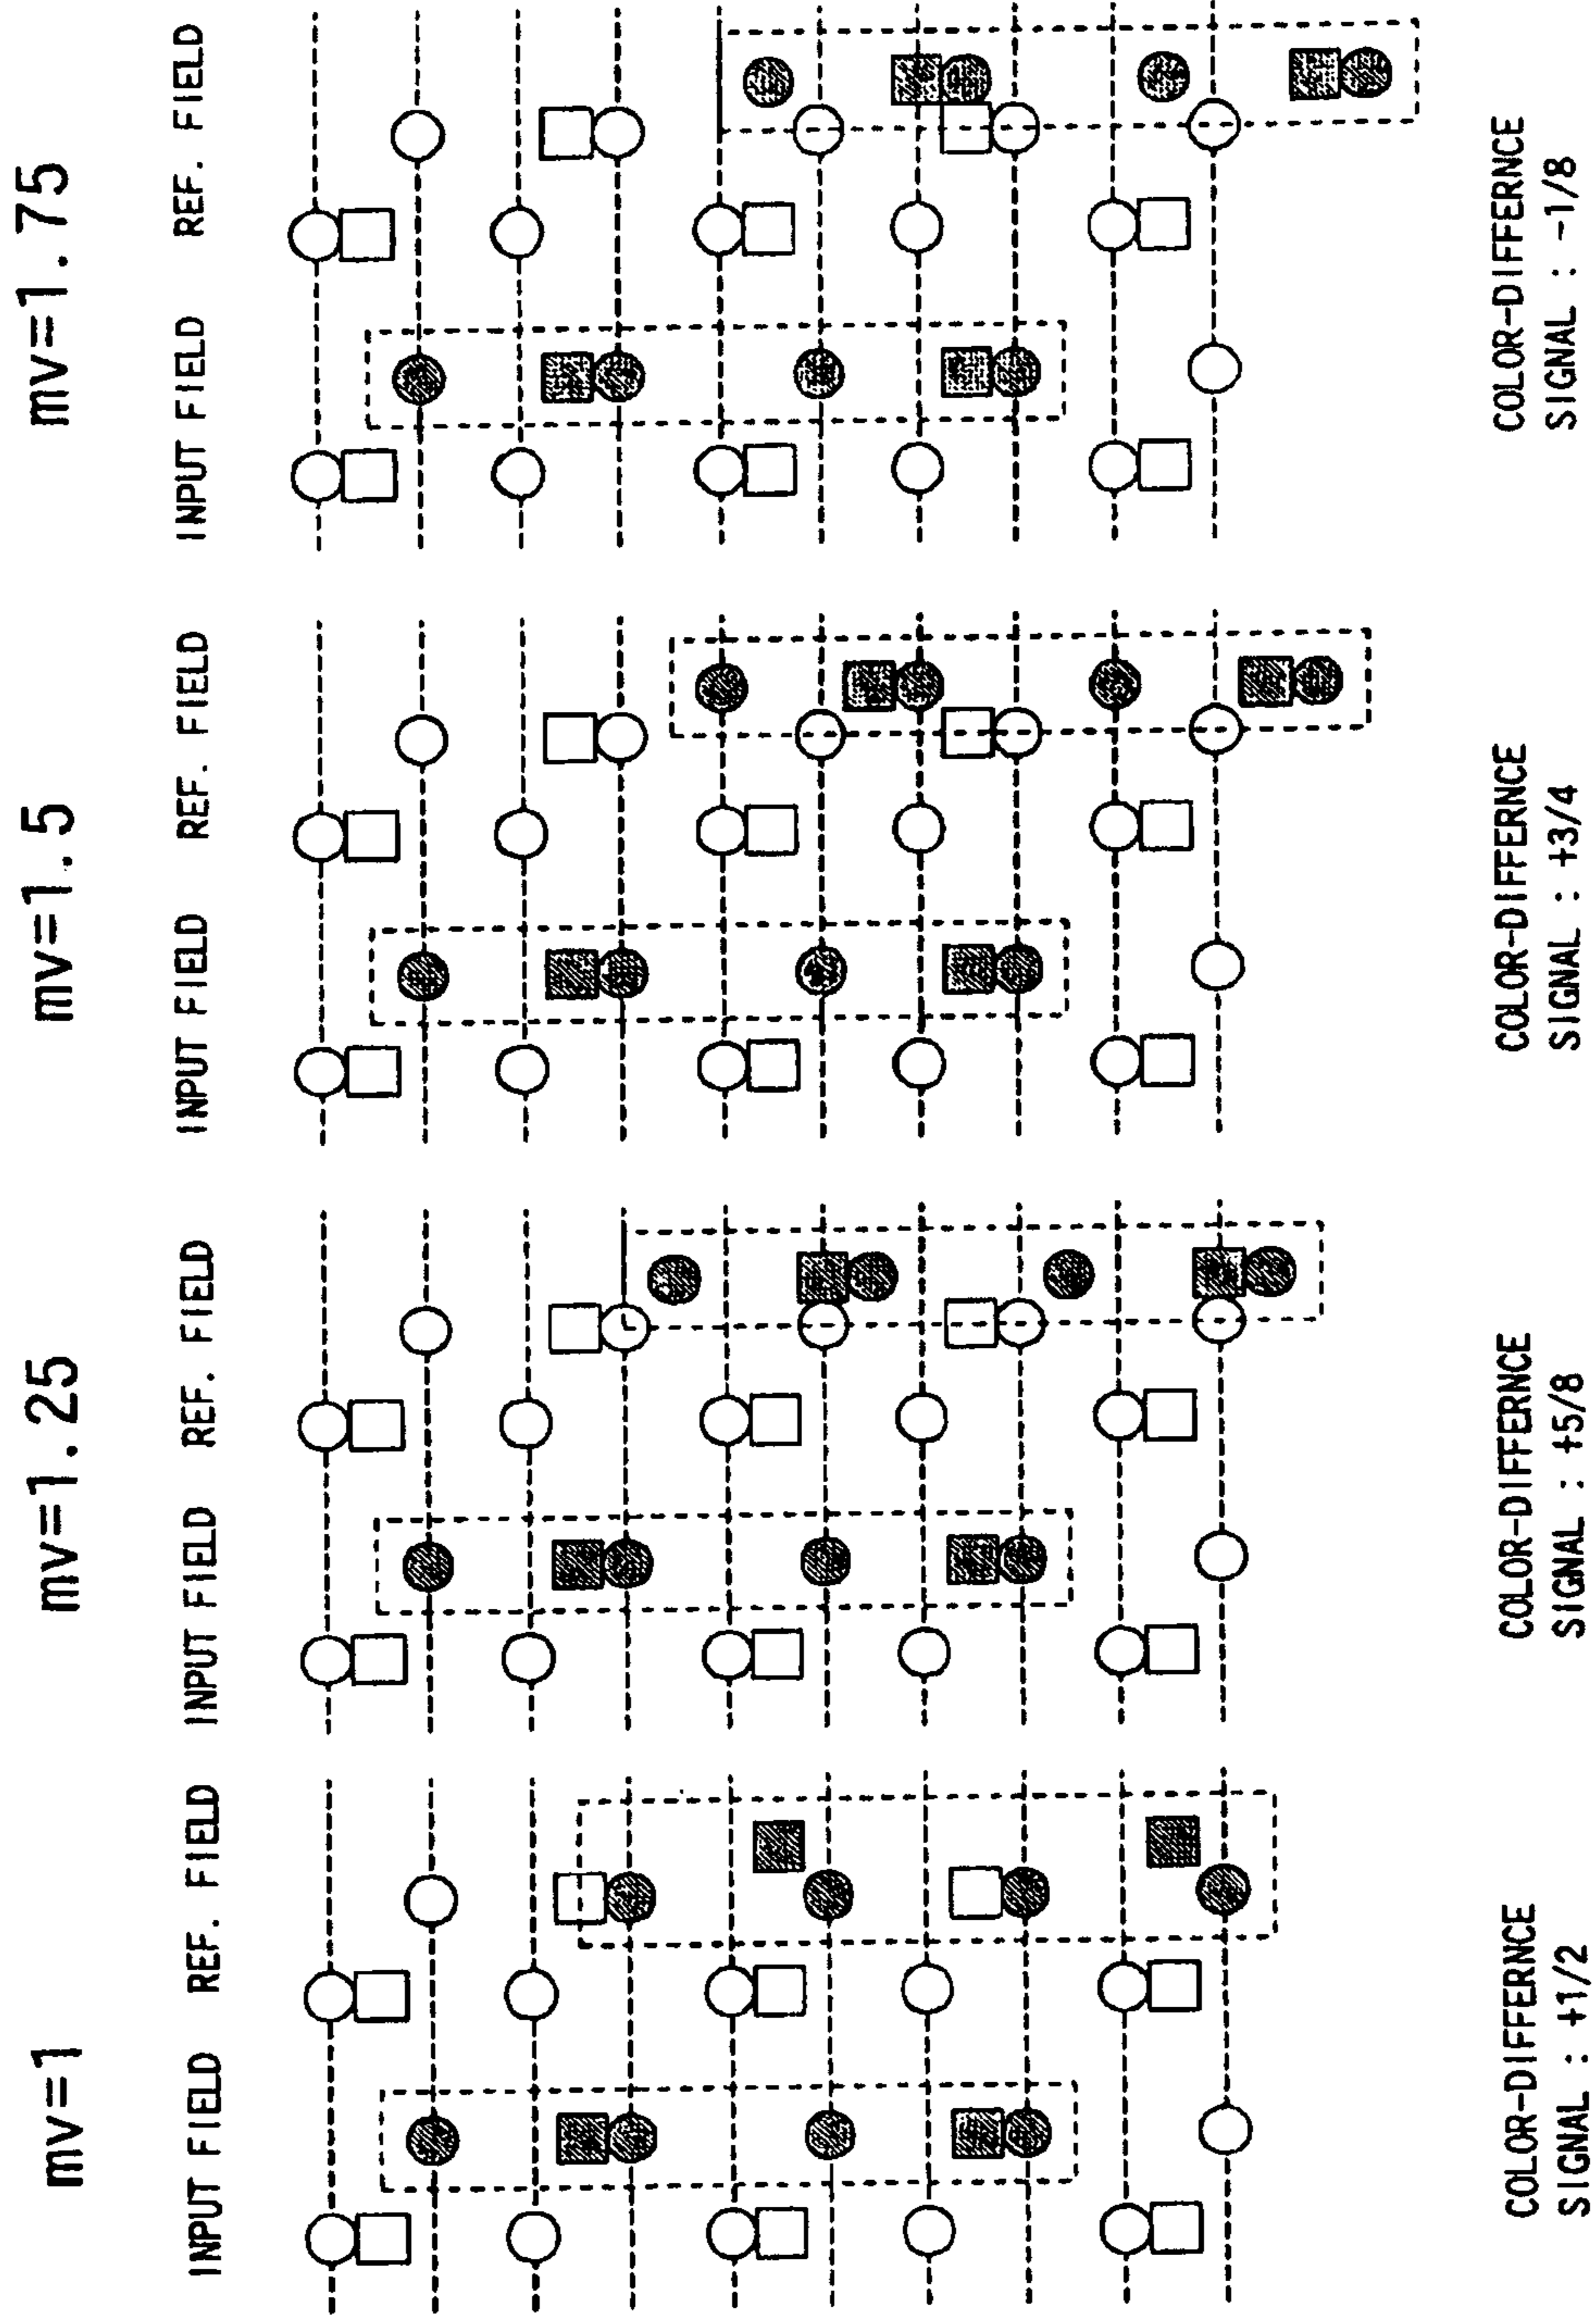 mv=1
INPUT FIELD REF. FIELD
COLOR-DIFFERNCE
SIGNAL : +1/2
mv=1.25
INPUT FIELD REF. FIELD
COLOR-DIFFERNCE
SIGNAL : +5/8
mv=1.5
INPUT FIELD REF. FIELD
COLOR-DIFFERNCE
SIGNAL : +3/4
mv=1.75
INPUT FIELD REF. FIELD
COLOR-DIFFERNCE
SIGNAL : -1/8